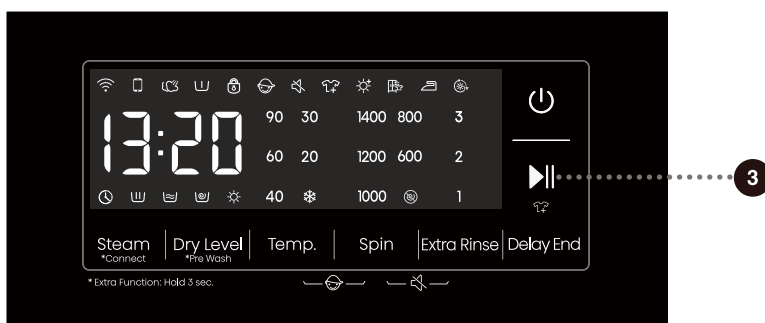 90 30 1400 800 3
13:20
60 20 1200 600 2
3
40 1000 1
Steam Dry Level Temp. Spin Extra Rinse Delay End
*Connect *Pre Wash
* Extra Function: Hold 3 sec.